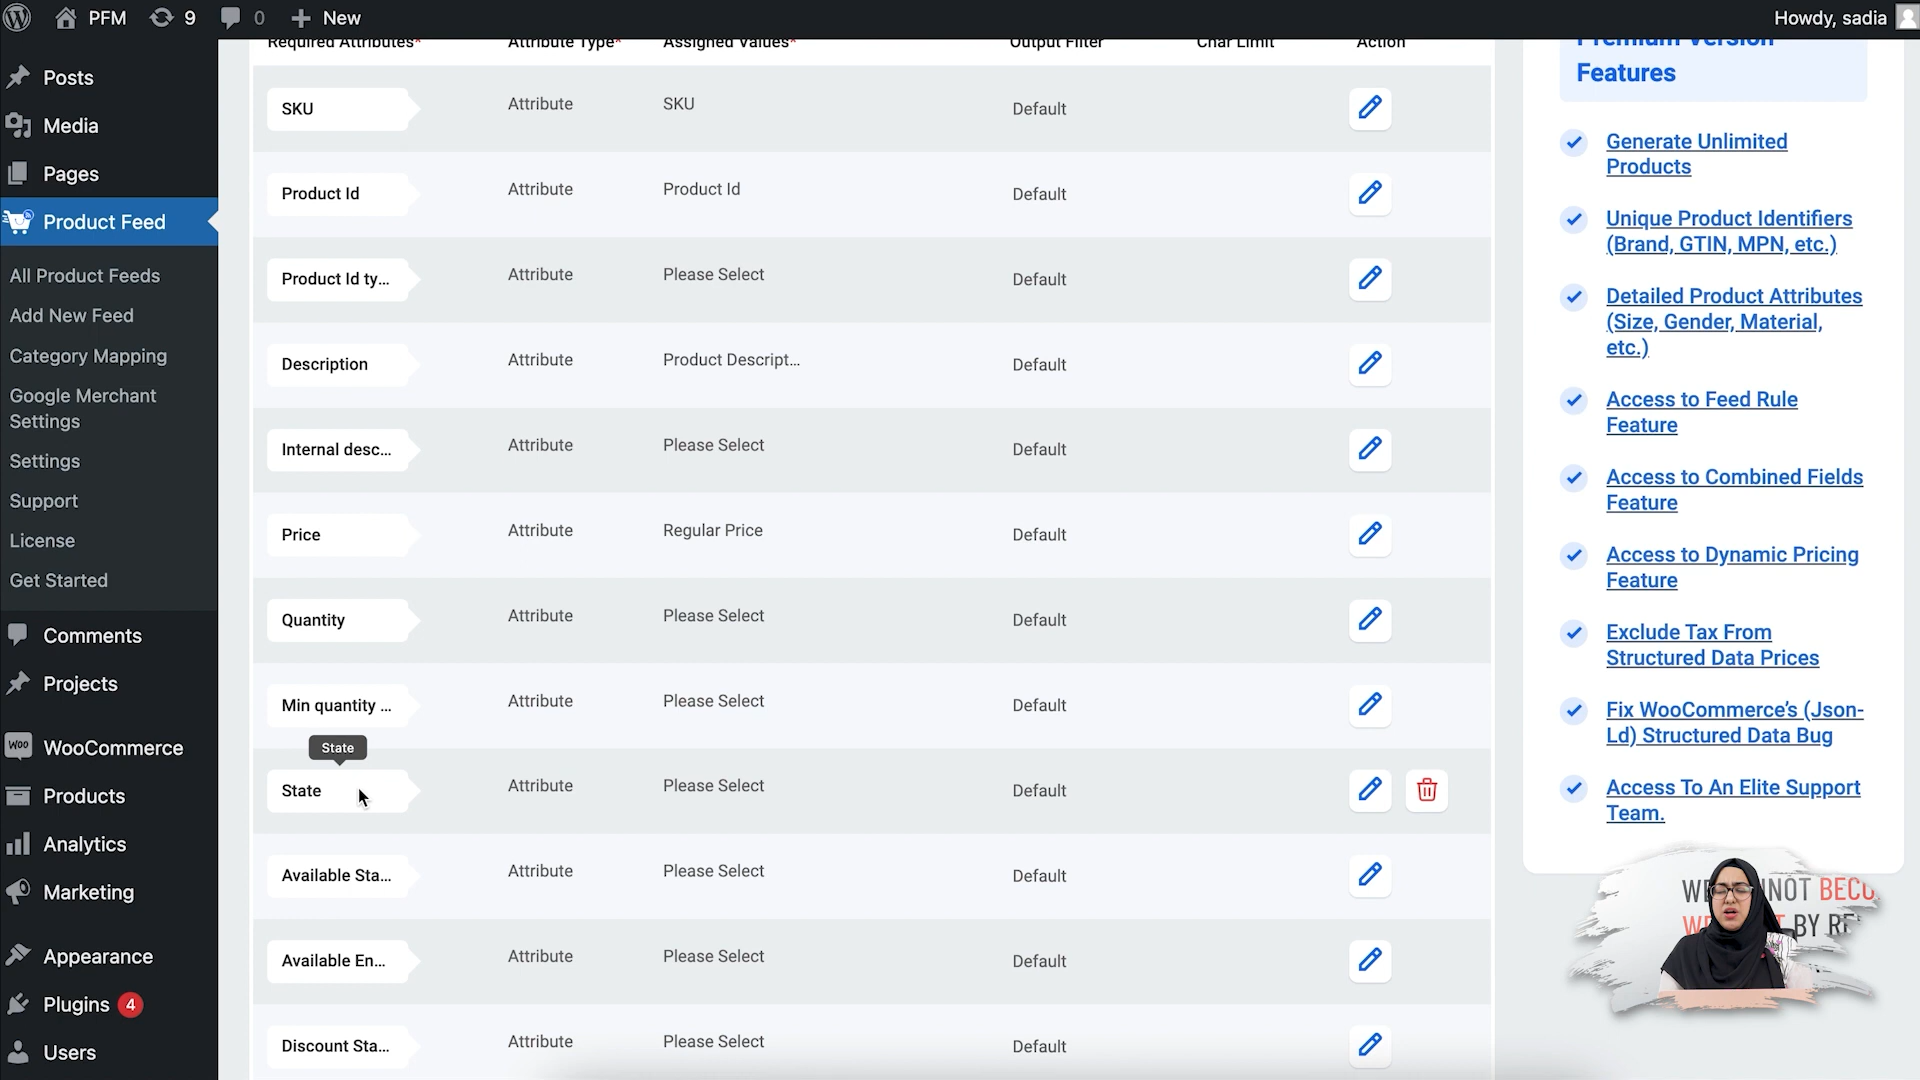 PFM
9
0
New
Howdy, sadia
Posts
Media
Pages
Product Feed
All Product Feeds
Add New Feed
Category Mapping
Google Merchant
Settings
Settings
Support
License
Get Started
Comments
Projects
WOO
WooCommerce
Products
Analytics
Marketing
Appearance
Plugins 4
Users
Required Attributes* Attribute Type* Assigned Values* Output Filter Char Limit Action
SKU Attribute SKU Default
Product Id Attribute Product Id Default
Product Id ty... Attribute Please Select Default
Description Attribute Product Descript... Default
Internal desc... Attribute Please Select Default
Price Attribute Regular Price Default
Quantity Attribute Please Select Default
Min quantity ... Attribute Please Select Default
State
State Attribute Please Select Default
Available Sta... Attribute Please Select Default
Available En... Attribute Please Select Default
Discount Sta... Attribute Please Select Default
Premium Version
Features
Generate Unlimited
Products
Unique Product Identifiers
(Brand, GTIN, MPN, etc.)
Detailed Product Attributes
(Size, Gender, Material,
etc.)
Access to Feed Rule
Feature
Access to Combined Fields
Feature
Access to Dynamic Pricing
Feature
Exclude Tax From
Structured Data Prices
Fix WooCommerce’s (Json-
Ld) Structured Data Bug
Access To An Elite Support
Team.
BY